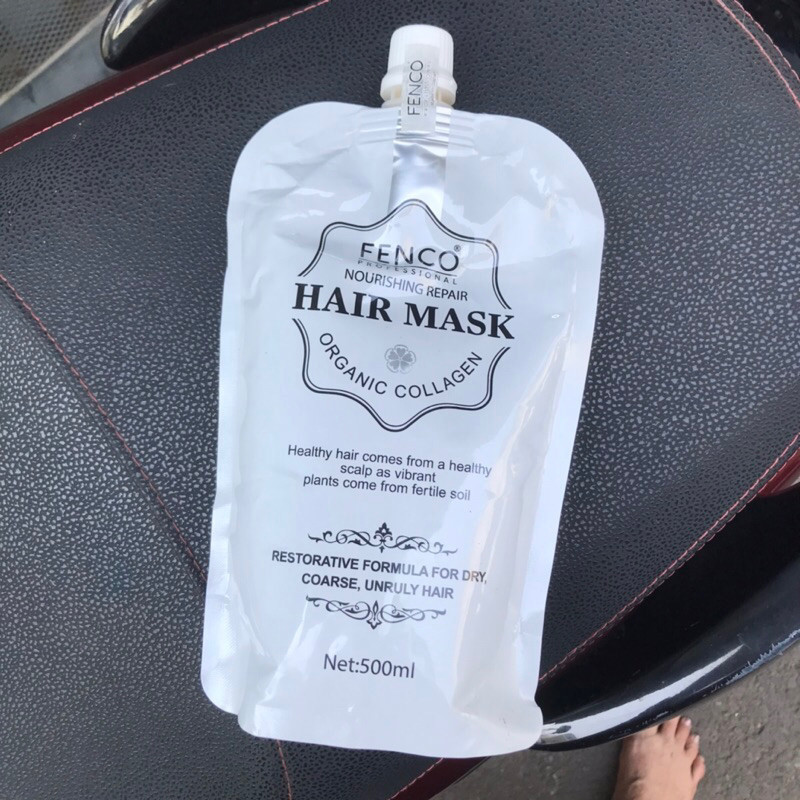 FENCO
FENCO®
PROFESSIONAL
NOURISHING REPAIR
HAIR MASK
ORGANIC COLLAGEN
Healthy hair comes from a healthy
scalp as vibrant
plants come from fertile soil
RESTORATIVE FORMULA FOR DRY,
COARSE, UNRULY HAIR
Net:500ml